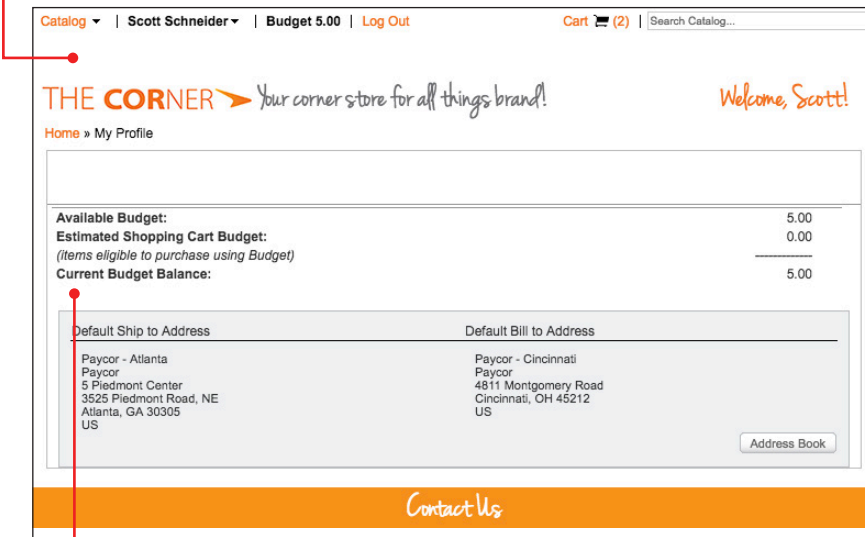 Catalog | Scott Schneider | Budget 5.00 | Log Out Cart (2) | Search Catalog...
THE CORNER Your corner store for all things brand! Welcome, Scott!
Home » My Profile
Available Budget: 5.00
Estimated Shopping Cart Budget: 0.00
(items eligible to purchase using Budget) -------------
Current Budget Balance: 5.00
Default Ship to Address Default Bill to Address
Paycor - Atlanta Paycor - Cincinnati
Paycor Paycor
5 Piedmont Center 4811 Montgomery Road
3525 Piedmont Road, NE Cincinnati, OH 45212
Atlanta, GA 30305 US
US
Address Book
Contact Us